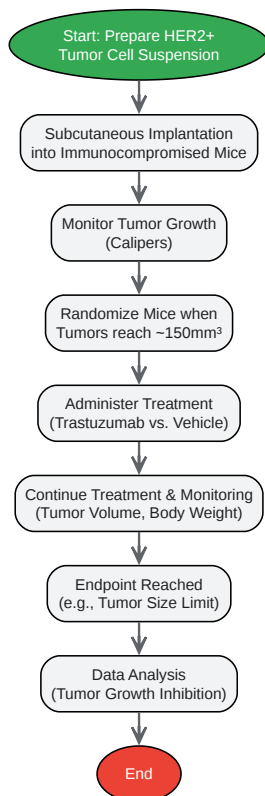 Start: Prepare HER2+
Tumor Cell Suspension
Subcutaneous Implantation
into Immunocompromised Mice
Monitor Tumor Growth
(Calipers)
Randomize Mice when
Tumors reach ~150mm³
Administer Treatment
(Trastuzumab vs. Vehicle)
Continue Treatment & Monitoring
(Tumor Volume, Body Weight)
Endpoint Reached
(e.g., Tumor Size Limit)
Data Analysis
(Tumor Growth Inhibition)
End